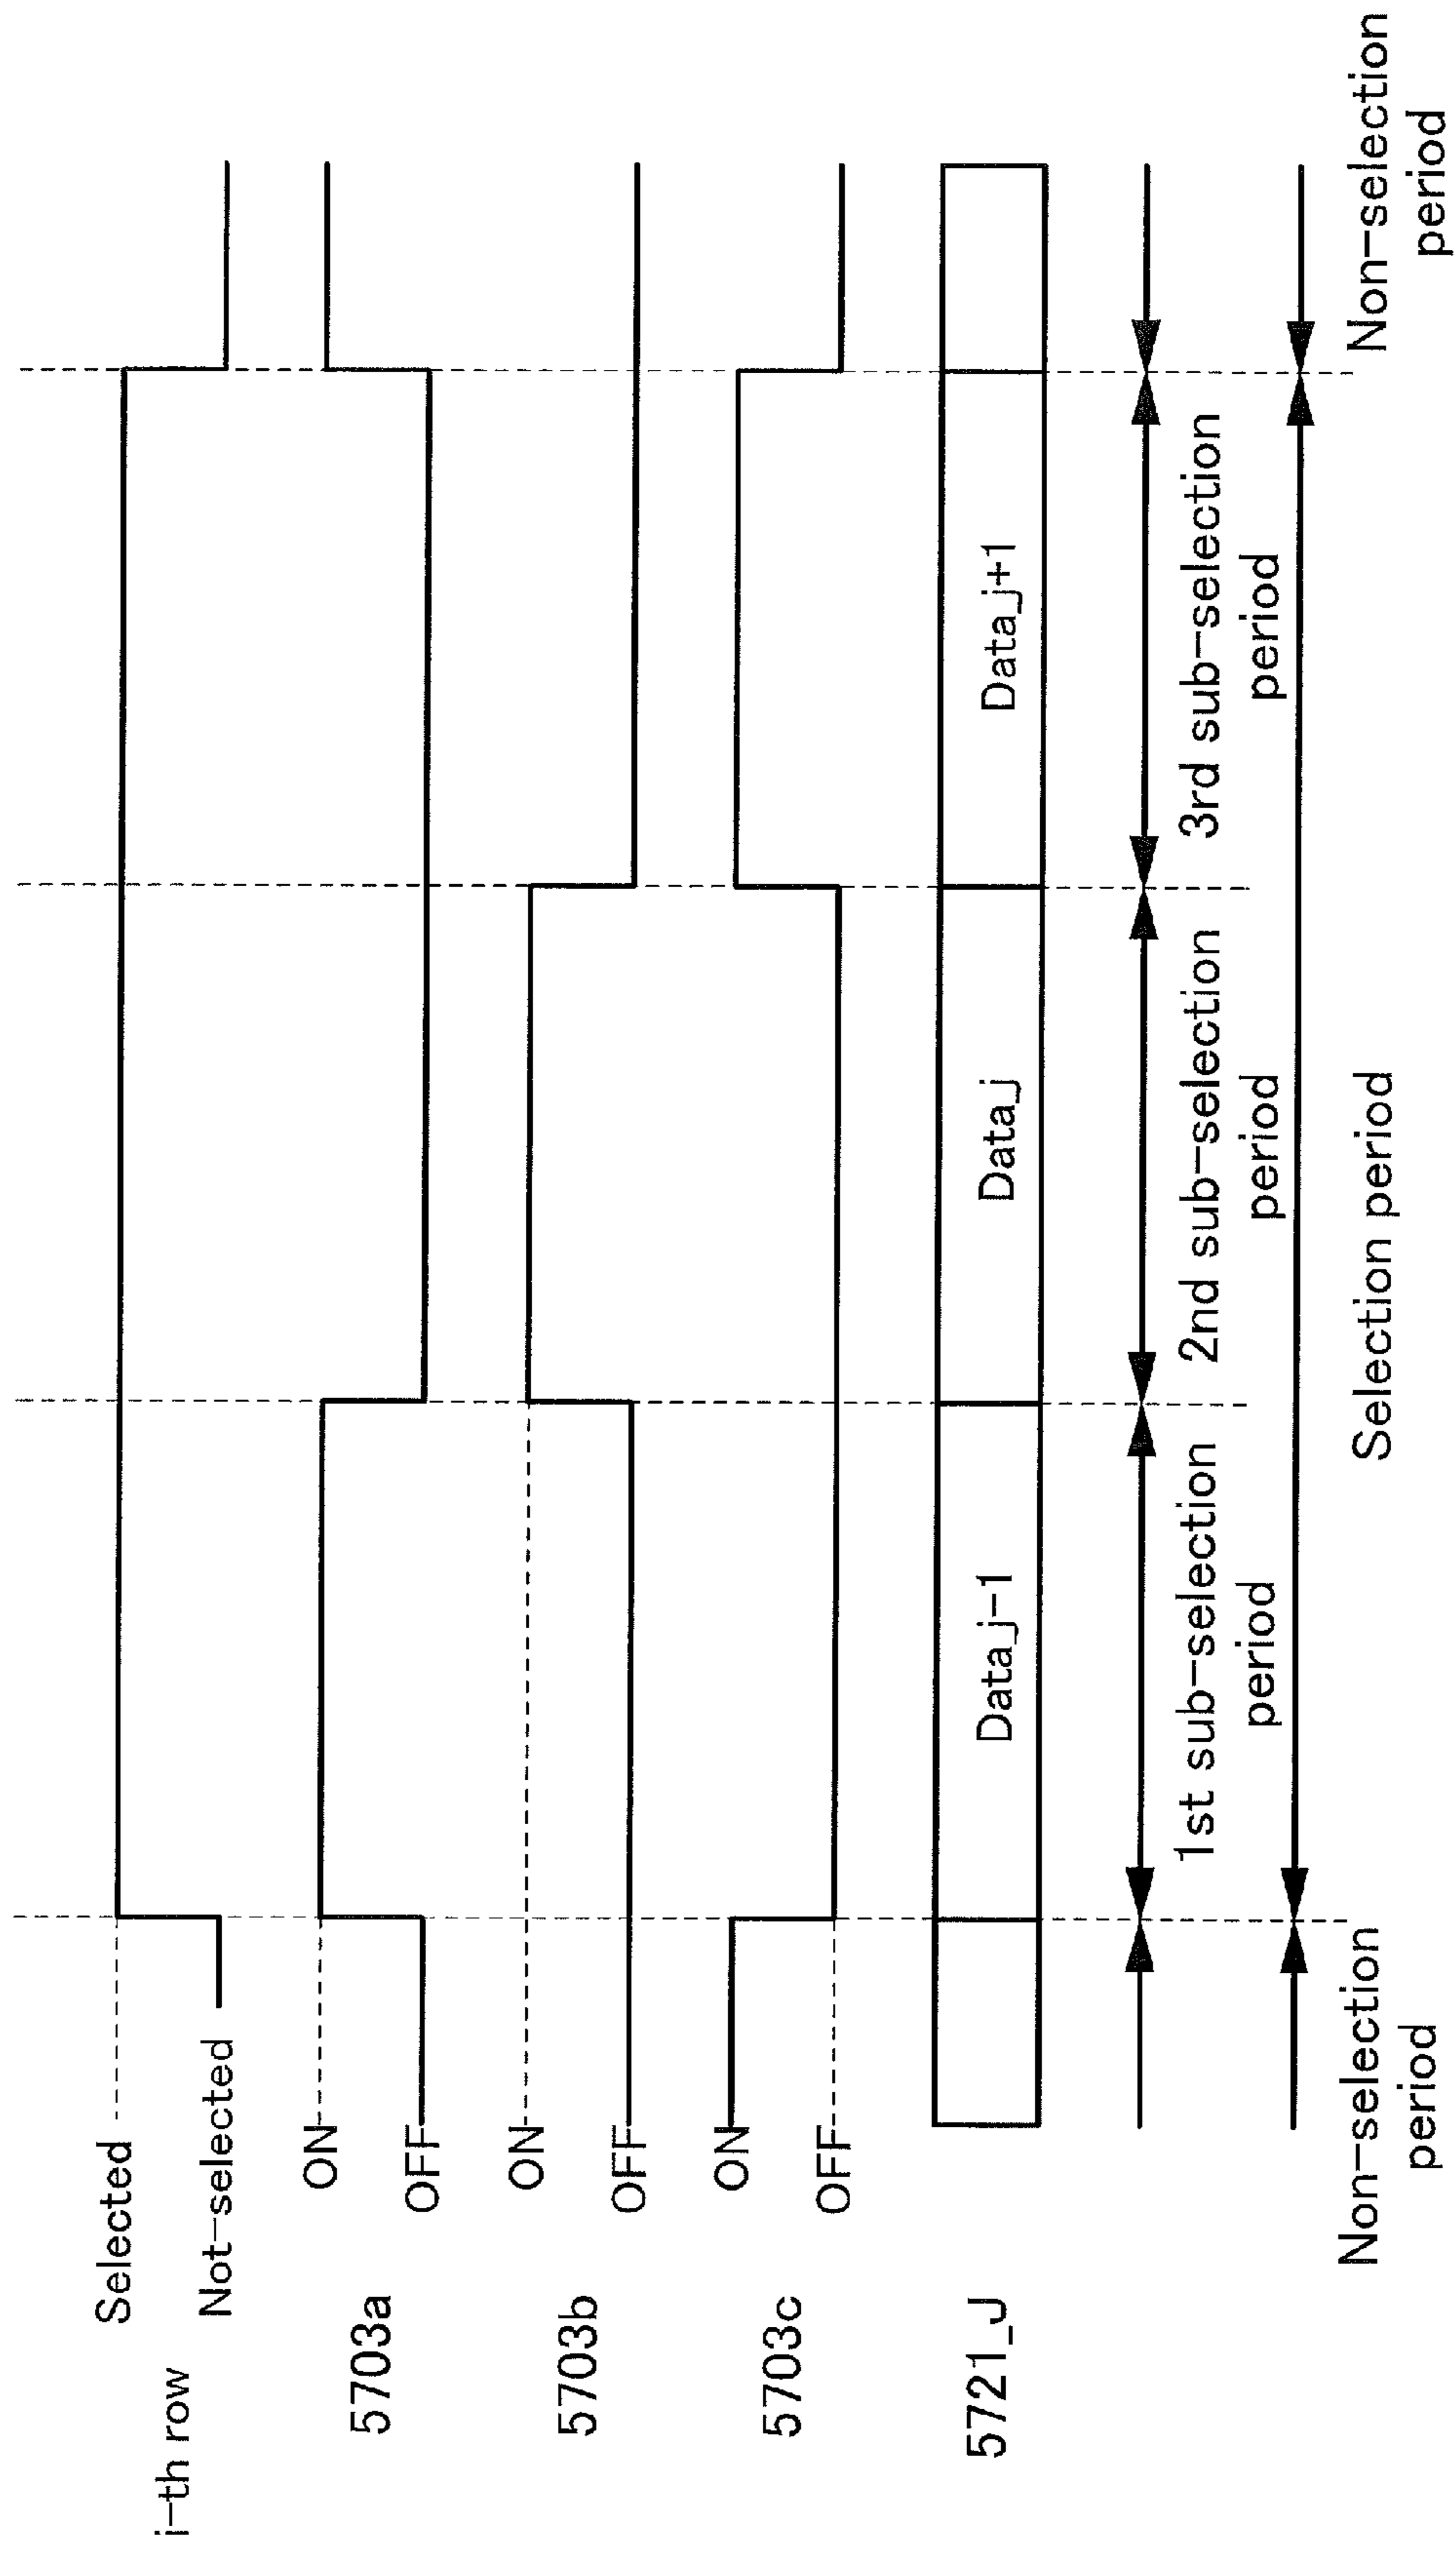 i-th row
Selected
Not-selected
5703a
ON
OFF
5703b
ON
OFF
5703c
ON
OFF
5721_J
Data_j-1
Data_j
Data_j+1
1st sub-selection
period
2nd sub-selection
period
3rd sub-selection
period
Non-selection
period
Selection period
Non-selection
period